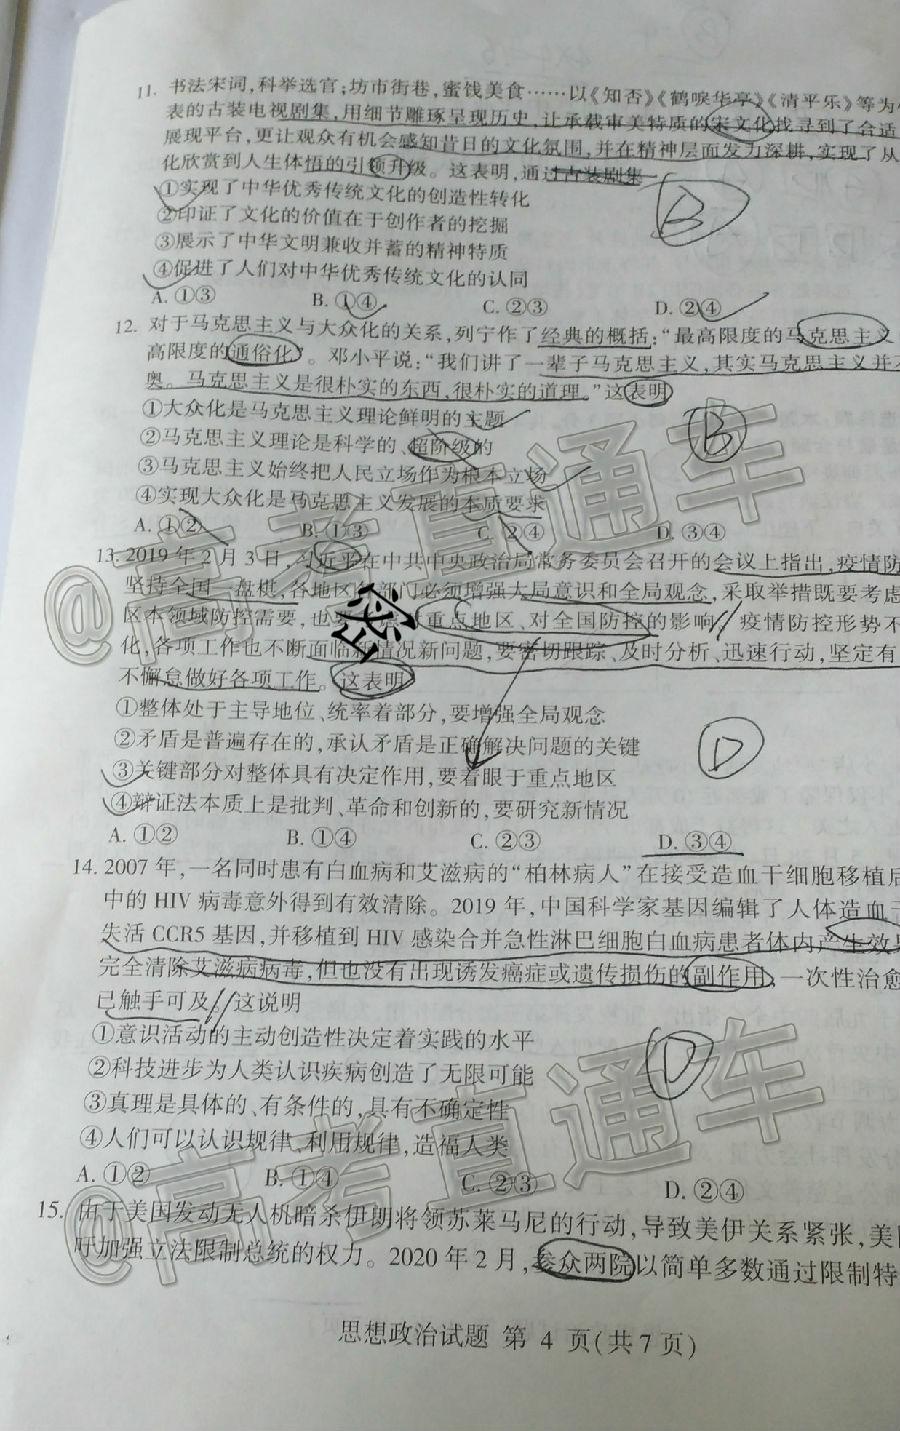 11. 书法宋词,科举选官;坊市街巷,蜜饯美食……以《知否》《鹤唳华亭》《清平乐》等为
表的古装电视剧集,用细节雕琢呈现历史,让承载审美特质的宋文化找寻到了合适
展现平台,更让观众有机会感知昔日的文化氛围,并在精神层面发力深耕,实现了从
化欣赏到人生体悟的引领升级。这表明,通过古装剧集
①实现了中华优秀传统文化的创造性转化
B
②印证了文化的价值在于创作者的挖掘
③展示了中华文明兼收并蓄的精神特质
④促进了人们对中华优秀传统文化的认同
A. ①③ B. ①④ C. ②③ D. ②④
12. 对于马克思主义与大众化的关系,列宁作了经典的概括:“最高限度的马克思主义
高限度的通俗化”。邓小平说:“我们讲了一辈子马克思主义,其实马克思主义并不
奥。马克思主义是很朴实的东西,很朴实的道理。”这表明
①大众化是马克思主义理论鲜明的主题
B
②马克思主义理论是科学的、超阶级的
③马克思主义始终把人民立场作为根本立场
④实现大众化是马克思主义发展的本质要求
A. ①② B. ①③ C. ②④ D. ③④
13. 2019年2月3日,习近平在中共中央政治局常务委员会召开的会议上指出,疫情防
坚持全国一盘棋,各地区 部门必须增强大局意识和全局观念,采取举措既要考虑
区本领域防控需要,也要 重点地区、对全国防控的影响 疫情防控形势不
密
化,各项工作也不断面临新情况新问题,要密切跟踪、及时分析、迅速行动,坚定有
不懈怠做好各项工作。这表明
①整体处于主导地位、统率着部分,要增强全局观念
②矛盾是普遍存在的,承认矛盾是正确解决问题的关键
D
③关键部分对整体具有决定作用,要着眼于重点地区
④辩证法本质上是批判、革命和创新的,要研究新情况
A. ①② B. ①④ C. ②③ D. ③④
14. 2007年,一名同时患有白血病和艾滋病的“柏林病人”在接受造血干细胞移植后
中的HIV病毒意外得到有效清除。2019年,中国科学家基因编辑了人体造血干
失活CCR5基因,并移植到HIV感染合并急性淋巴细胞白血病患者体内产生效果
完全清除艾滋病病毒,但也没有出现诱发癌症或遗传损伤的副作用,一次性治愈
已触手可及。这说明
①意识活动的主动创造性决定着实践的水平
D
②科技进步为人类认识疾病创造了无限可能
③真理是具体的、有条件的,具有不确定性
④人们可以认识规律、利用规律,造福人类
A. ①② B. ①④ C. ②③ D. ②④
15. 由于美国发动无人机暗杀伊朗将领苏莱马尼的行动,导致美伊关系紧张,美国
吁加强立法限制总统的权力。2020年2月,参众两院以简单多数通过限制特
思想政治试题 第4页(共7页)
@高考直通车
@高考直通车